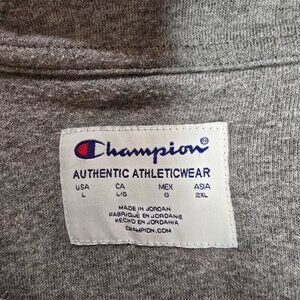 Champion®
AUTHENTIC ATHLETICWEAR
USA CA MEX ASIA
L L/G G 2XL
MADE IN JORDAN
FABRIQUÉ EN JORDANIE
HECHO EN JORDANIA
CHAMPION.COM